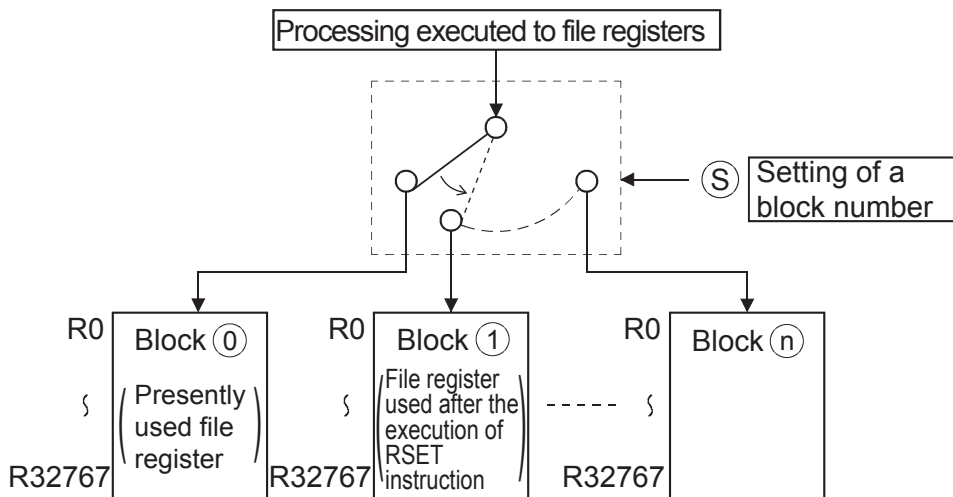 Processing executed to file registers
S
Setting of a
block number
R0
Block 0
(Presently
used file
register)
R32767
R0
Block 1
(File register
used after the
execution of
RSET
instruction)
R32767
R0
Block n
R32767